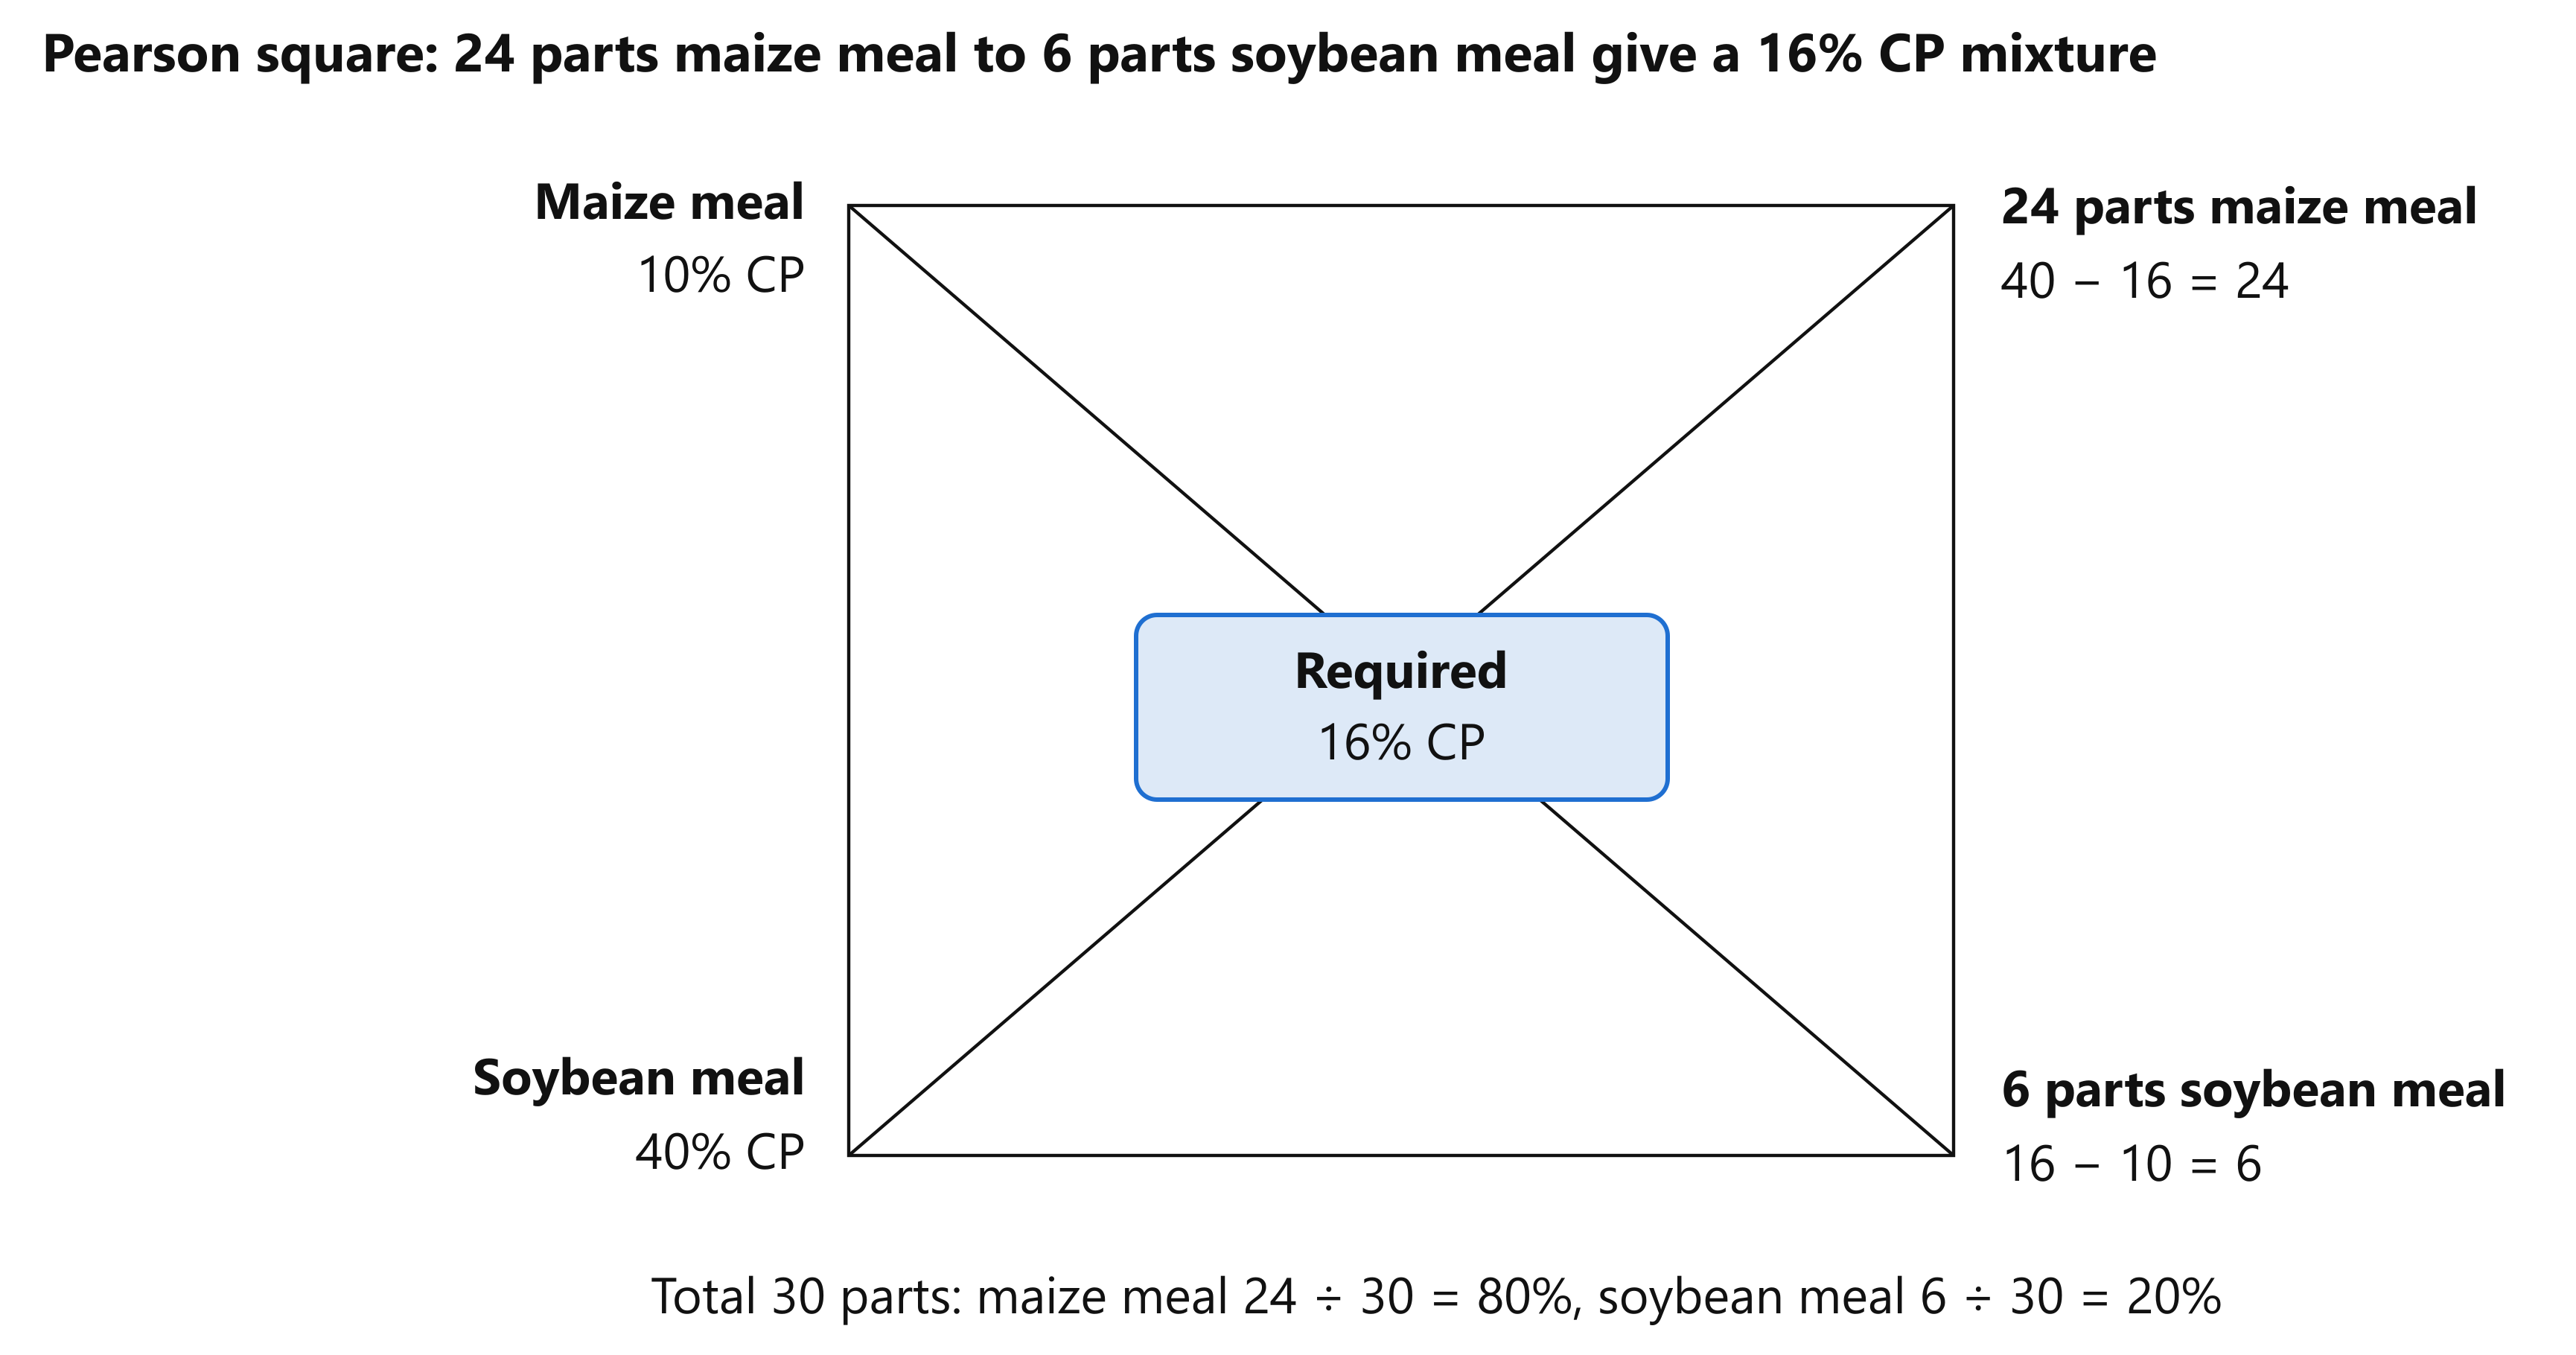 Pearson square: 24 parts maize meal to 6 parts soybean meal give a 16% CP mixture
Maize meal
10% CP
24 parts maize meal
40 − 16 = 24
Required
16% CP
Soybean meal
40% CP
6 parts soybean meal
16 − 10 = 6
Total 30 parts: maize meal 24 ÷ 30 = 80%, soybean meal 6 ÷ 30 = 20%